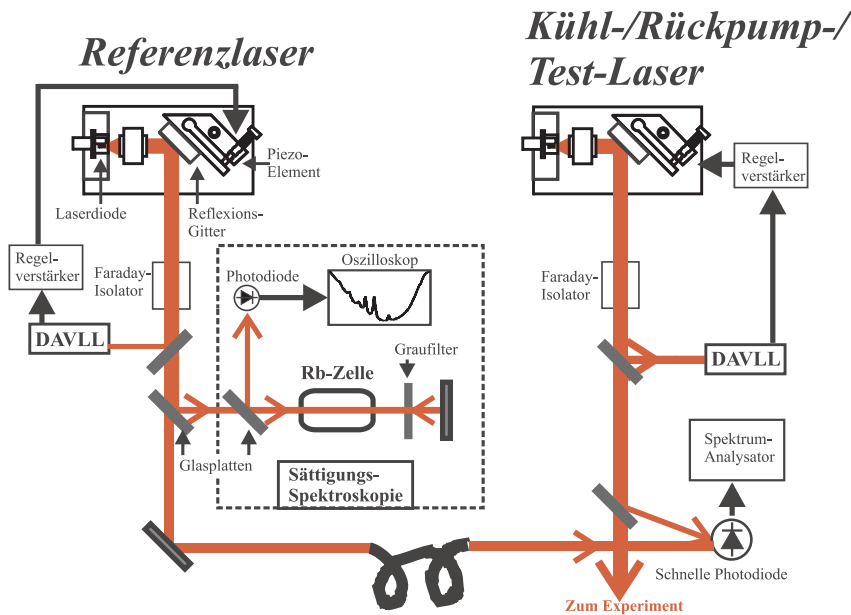 Referenzlaser
Kühl-/Rückpump-/
Test-Laser
Piezo-
Element
Laserdiode
Reflexions-
Gitter
Regel-
verstärker
Regel-
verstärker
Faraday-
Isolator
Photodiode
Oszilloskop
Faraday-
Isolator
DAVLL
DAVLL
Graufilter
Rb-Zelle
Glasplatten
Sättigungs-
Spektroskopie
Spektrum-
Analysator
Schnelle Photodiode
Zum Experiment